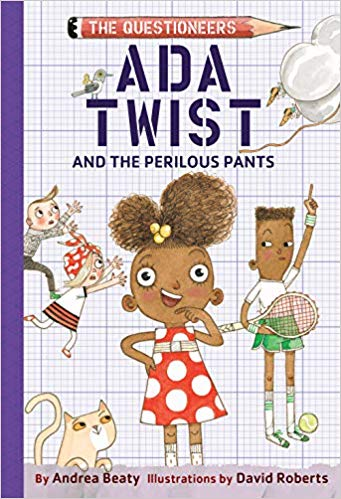 THE QUESTIONEERS
ADA
TWIST
AND THE PERILOUS PANTS
By Andrea Beaty Illustrations by David Roberts